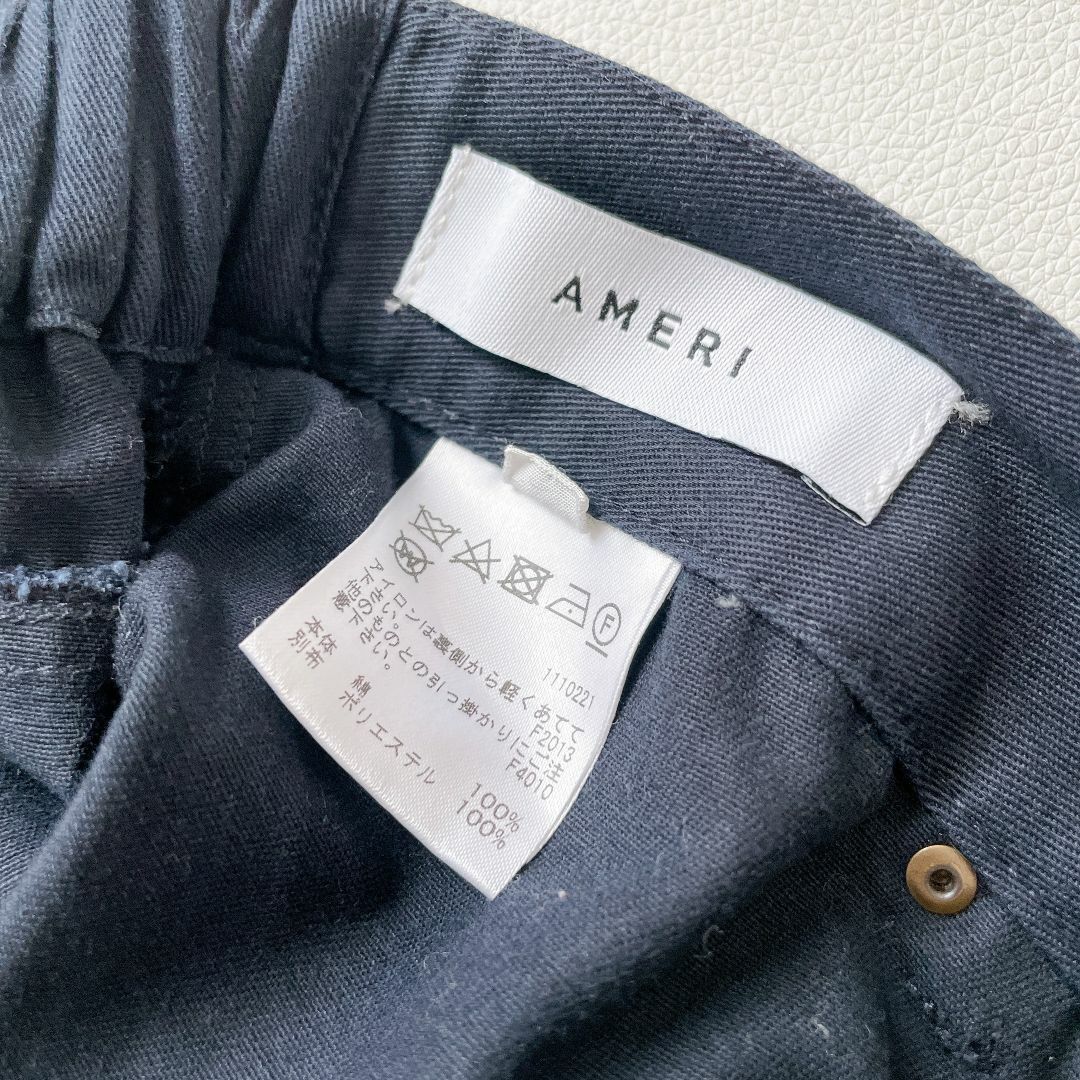 AMERI
F
1110221
アイロンは裏側から軽くあてて
下さい。 F2013
他のものとの引っ掛かりにご注
意下さい。 F4010
本体 綿 100%
別布 ポリエステル 100%